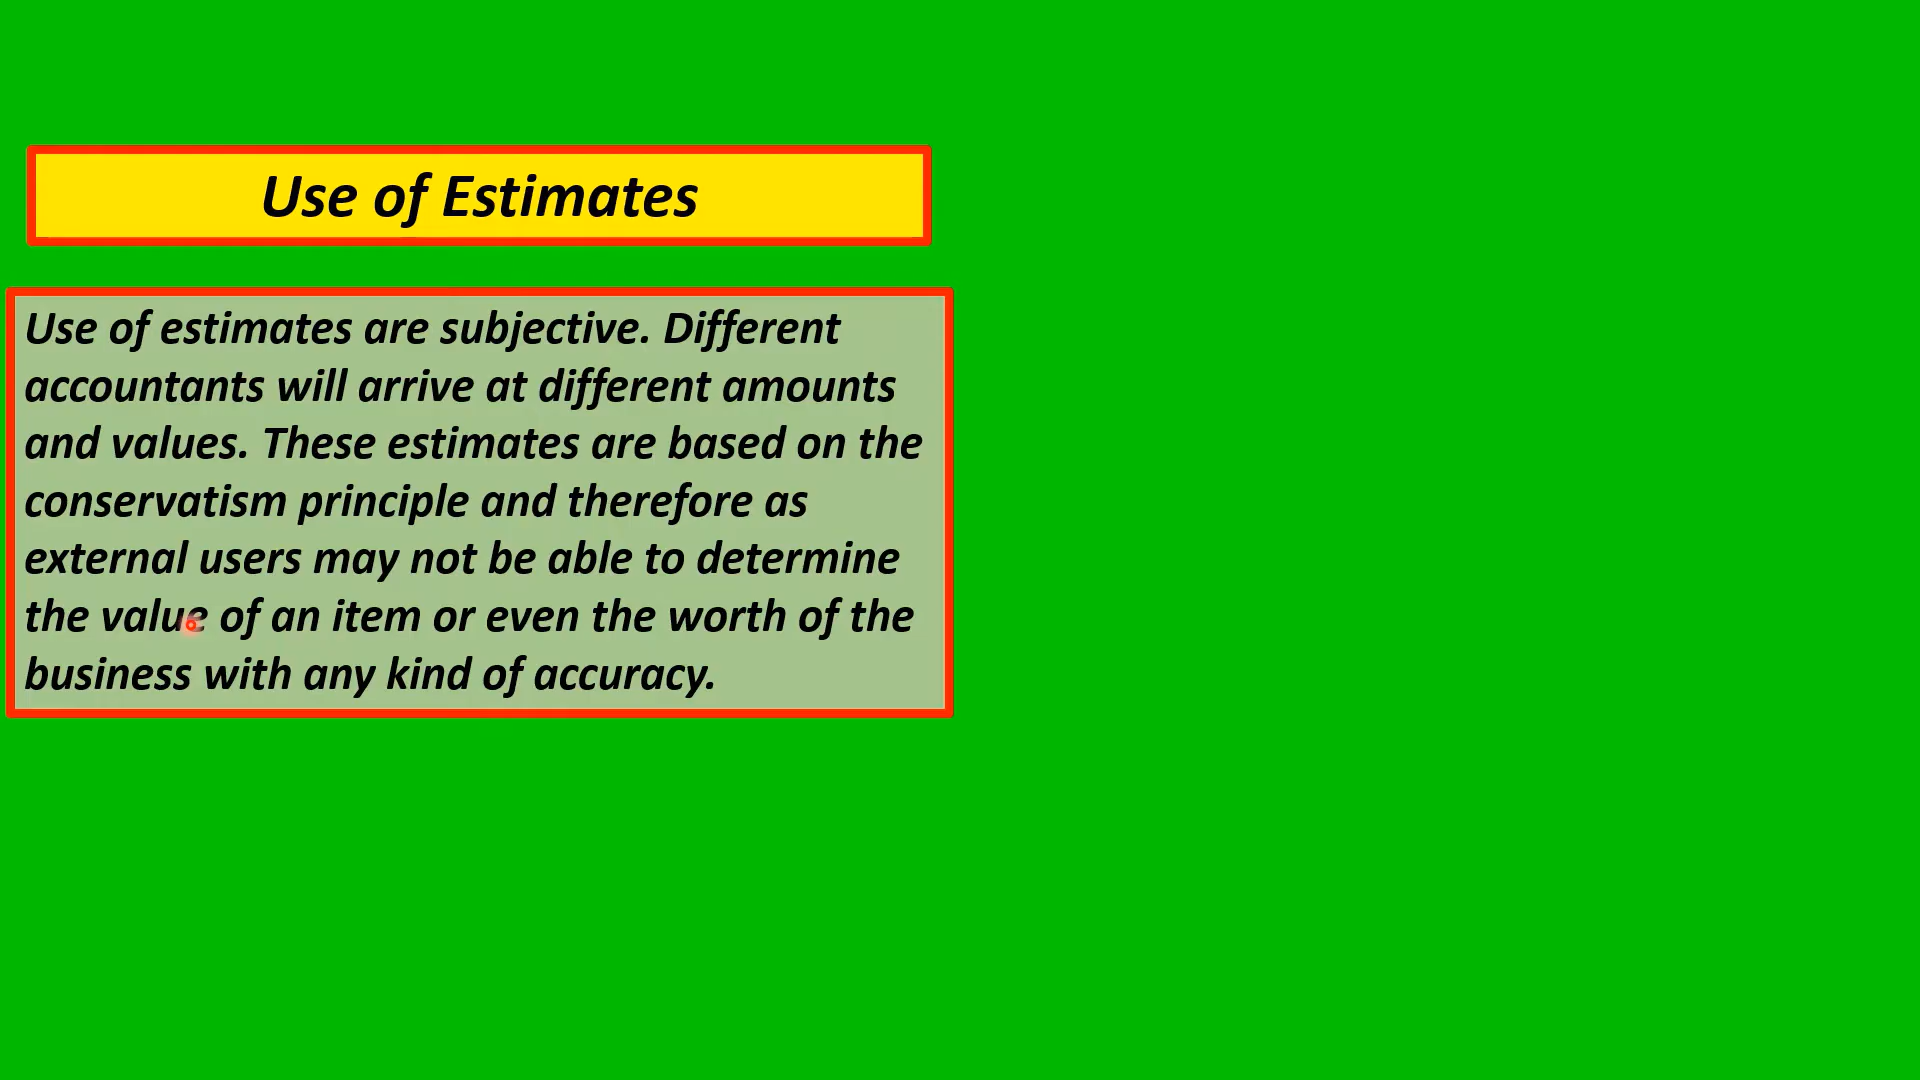 Use of Estimates
Use of estimates are subjective. Different
accountants will arrive at different amounts
and values. These estimates are based on the
conservatism principle and therefore as
external users may not be able to determine
the value of an item or even the worth of the
business with any kind of accuracy.